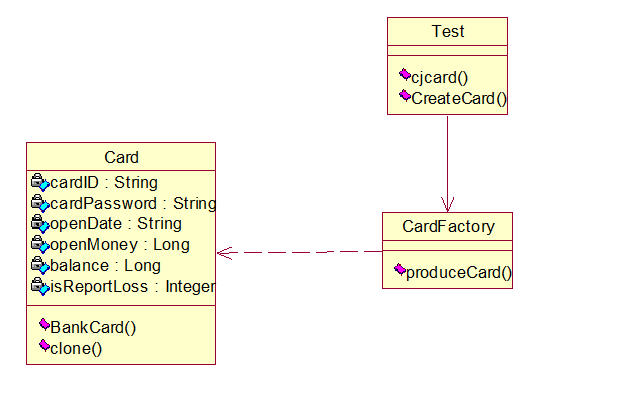 Test
cjcard()
CreateCard()
Card
cardID : String
cardPassword : String
openDate : String
openMoney : Long
balance : Long
isReportLoss : Integer
BankCard()
clone()
CardFactory
produceCard()